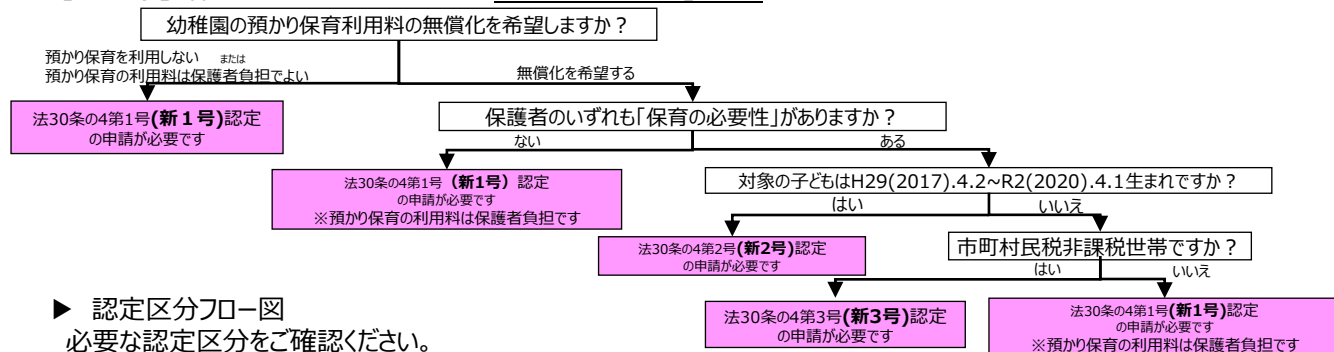 幼稚園の預かり保育利用料の無償化を希望しますか？
預かり保育を利用しない または
預かり保育の利用料は保護者負担でよい
無償化を希望する
法30条の4第1号(新１号)認定
の申請が必要です
保護者のいずれも「保育の必要性」がありますか？
ない
ある
法30条の4第1号（新1号）認定
の申請が必要です
※預かり保育の利用料は保護者負担です
対象の子どもはH29(2017).4.2~R2(2020).4.1生まれですか？
はい
いいえ
法30条の4第2号(新2号)認定
の申請が必要です
市町村民税非課税世帯ですか？
はい
いいえ
法30条の4第3号(新3号)認定
の申請が必要です
法30条の4第1号(新1号)認定
の申請が必要です
※預かり保育の利用料は保護者負担です
▶ 認定区分フロー図
必要な認定区分をご確認ください。